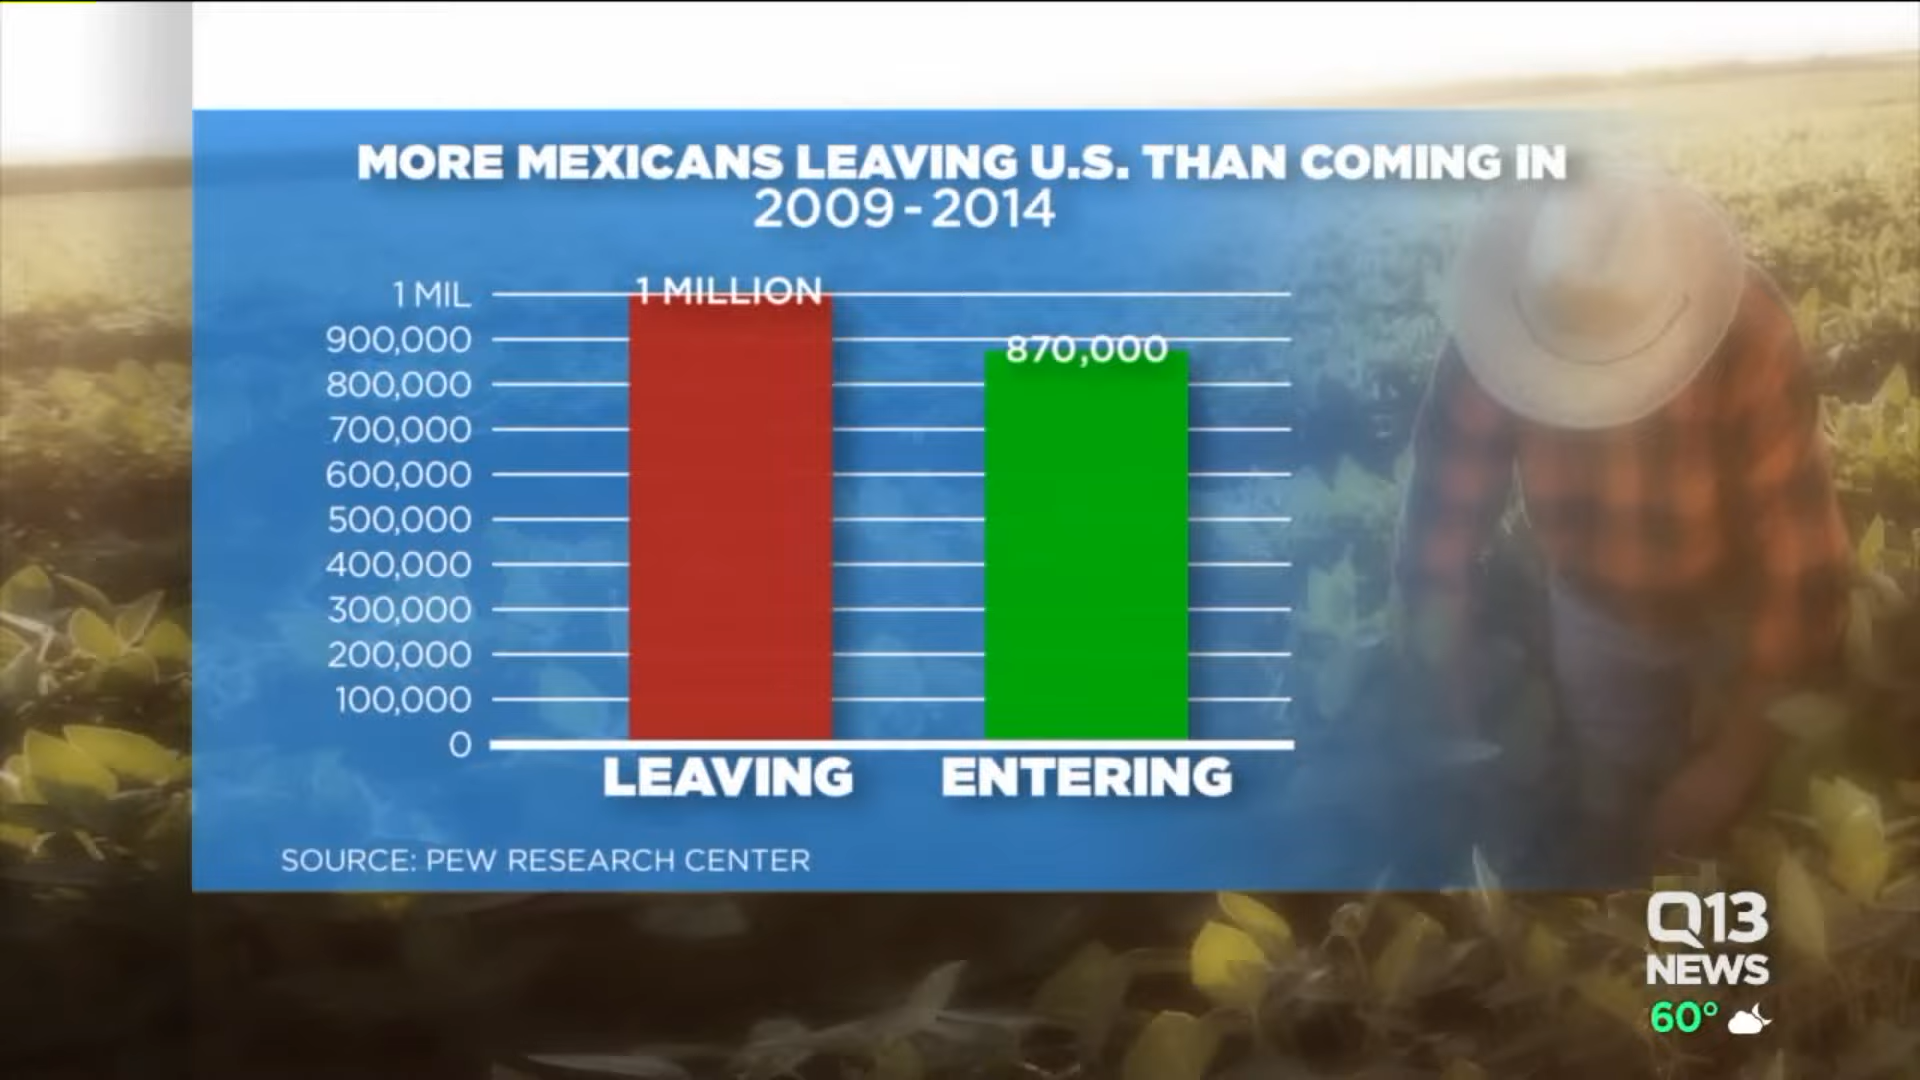 MORE MEXICANS LEAVING U.S. THAN COMING IN
2009 - 2014
1 MIL
900,000
800,000
700,000
600,000
500,000
400,000
300,000
200,000
100,000
0
1 MILLION
870,000
LEAVING
ENTERING
SOURCE: PEW RESEARCH CENTER
Q13
NEWS
60°